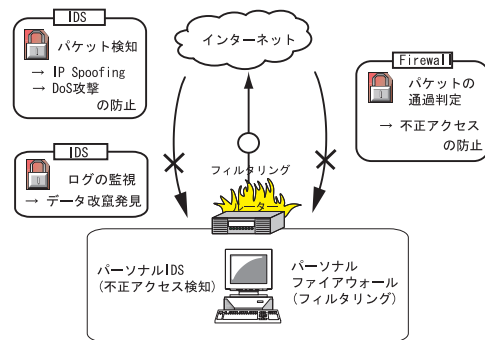 IDS
パケット検知
→ IP Spoofing
→ DoS攻撃
の防止
インターネット
Firewall
パケットの
通過判定
→ 不正アクセス
の防止
IDS
ログの監視
→ データ改竄発見
フィルタリング
ルーター
パーソナルIDS
(不正アクセス検知)
パーソナル
ファイアウォール
(フィルタリング)